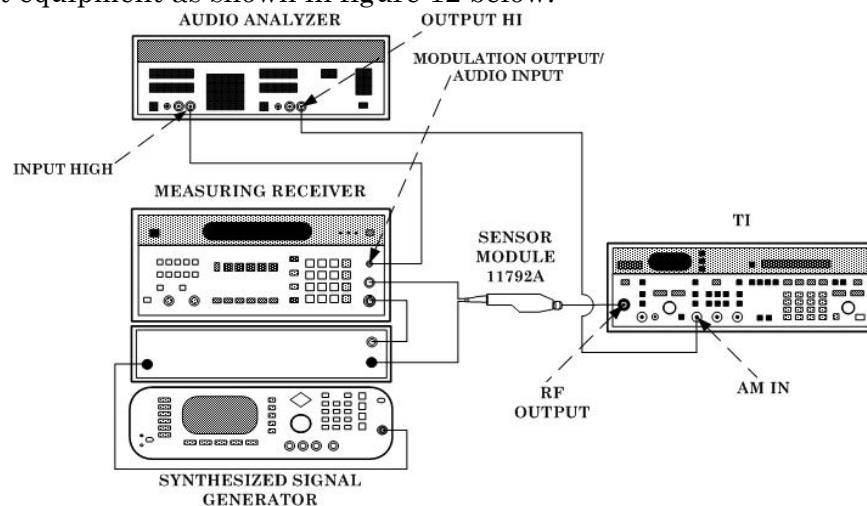 t equipment as shown in figure 12 below.
AUDIO ANALYZER
OUTPUT HI
MODULATION OUTPUT/
AUDIO INPUT
INPUT HIGH
MEASURING RECEIVER
SENSOR
MODULE
11792A
TI
RF
OUTPUT
AM IN
SYNTHESIZED SIGNAL
GENERATOR